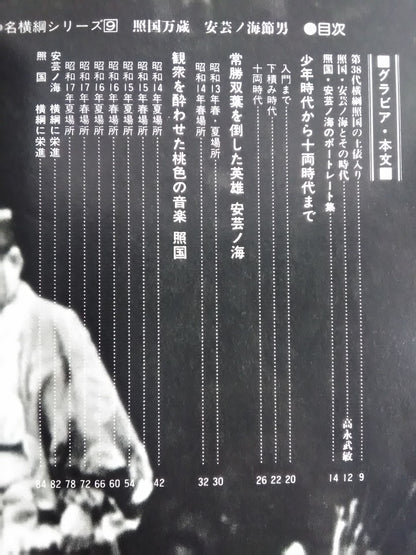 名横綱シリーズ⑨ 照国万蔵 安芸ノ海節男 ●目次
■グラビア・本文■
第38代横綱照国の土俵入り……9
照国・安芸ノ海とその時代……高永武敏 12
照国・安芸ノ海のポートレート集……14
少年時代から十両時代まで
入門まで……20
下積み時代……22
十両時代……26
常勝双葉を倒した英雄 安芸ノ海
昭和13年春・夏場所……30
昭和14年春場所……32
観衆を酔わせた桃色の音楽 照国
昭和14年夏場所……42
昭和15年春場所……
昭和15年夏場所……54
昭和16年春場所……60
昭和16年夏場所……66
昭和17年春場所……72
昭和17年夏場所……78
安芸ノ海 横綱に栄進……82
照国 横綱に栄進……84